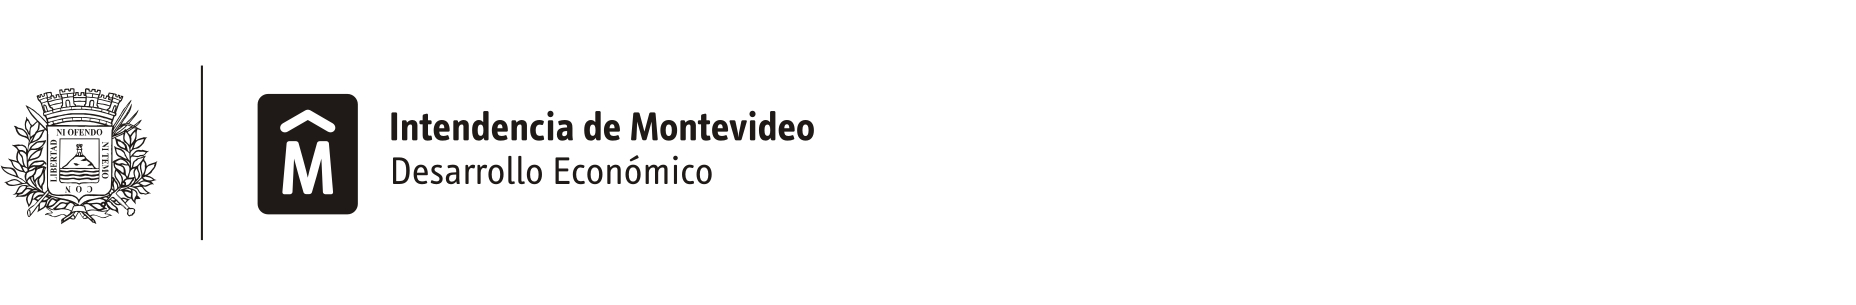 NI OFENDO
LIBERTAD
NI TEMO
CON
M
Intendencia de Montevideo
Desarrollo Económico